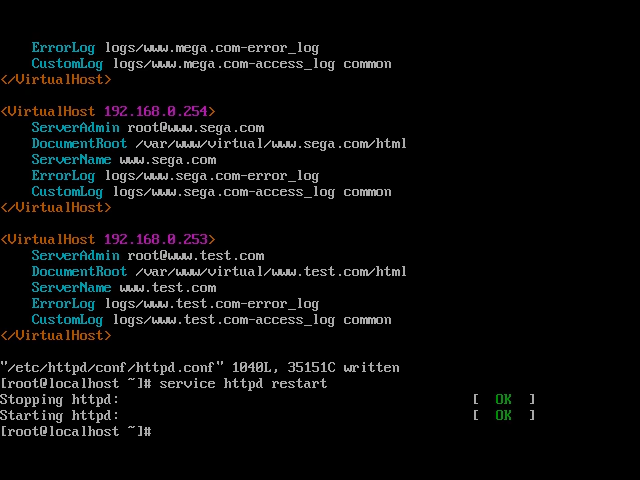 ErrorLog logs/www.mega.com-error_log
    CustomLog logs/www.mega.com-access_log common
</VirtualHost>

<VirtualHost 192.168.0.254>
    ServerAdmin root@www.sega.com
    DocumentRoot /var/www/virtual/www.sega.com/html
    ServerName www.sega.com
    ErrorLog logs/www.sega.com-error_log
    CustomLog logs/www.sega.com-access_log common
</VirtualHost>

<VirtualHost 192.168.0.253>
    ServerAdmin root@www.test.com
    DocumentRoot /var/www/virtual/www.test.com/html
    ServerName www.test.com
    ErrorLog logs/www.test.com-error_log
    CustomLog logs/www.test.com-access_log common
</VirtualHost>

"/etc/httpd/conf/httpd.conf" 1040L, 35151C written
[root@localhost ~]# service httpd restart
Stopping httpd:                                            [  OK  ]
Starting httpd:                                            [  OK  ]
[root@localhost ~]#